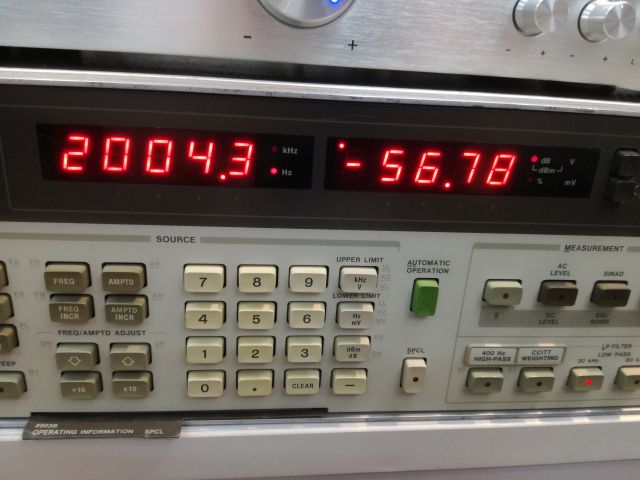 - +
- + - + L
2004.3 kHz Hz
-56.78 dB V dBm % mV
SOURCE
MEASUREMENT
UPPER LIMIT
AUTOMATIC OPERATION
AC LEVEL
SINAD
FREQ AMPTD 7 8 9 kHz V
LOWER LIMIT
FREQ INCR AMPTD INCR 4 5 6 Hz mV
DC LEVEL
SIG/NOISE
FREQ/AMPTD ADJUST
1 2 3 dBm dB
SPCL
400 Hz HIGH-PASS
CCITT WEIGHTING
LP FILTER
LOW PASS
30 kHz
80
÷10 x10 0 . CLEAR –
8903B
OPERATING INFORMATION SPCL